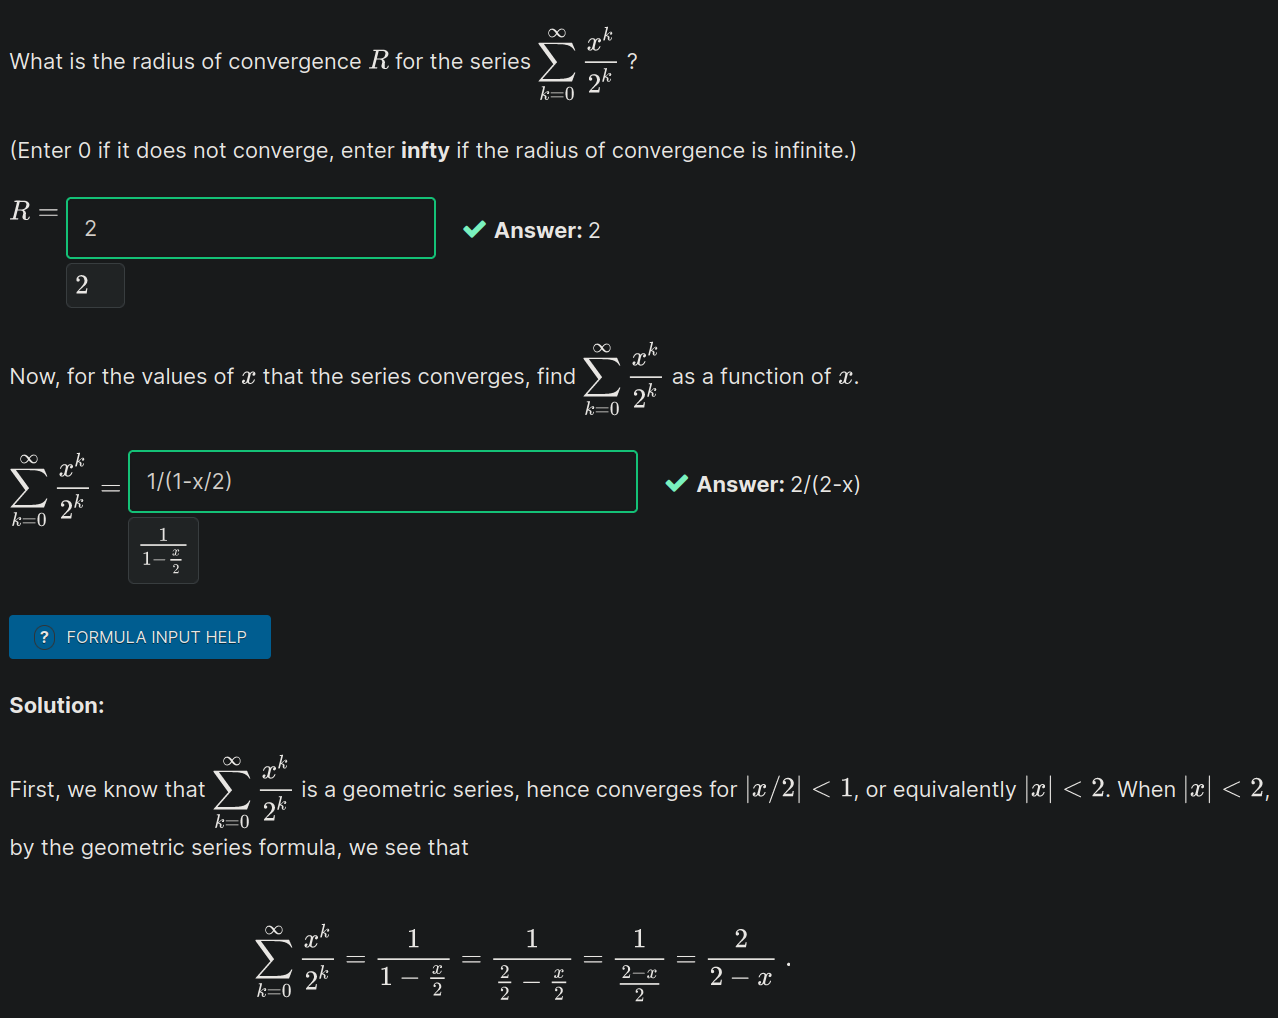 What is the radius of convergence $R$ for the series $\sum_{k=0}^{\infty} \frac{x^k}{2^k}$ ?
(Enter 0 if it does not converge, enter infty if the radius of convergence is infinite.)
$R =$ 2 ✔ Answer: 2
2
Now, for the values of $x$ that the series converges, find $\sum_{k=0}^{\infty} \frac{x^k}{2^k}$ as a function of $x$.
$\sum_{k=0}^{\infty} \frac{x^k}{2^k} =$ 1/(1-x/2) ✔ Answer: 2/(2-x)
$\frac{1}{1-\frac{x}{2}}$
? FORMULA INPUT HELP
Solution:
First, we know that $\sum_{k=0}^{\infty} \frac{x^k}{2^k}$ is a geometric series, hence converges for $|x/2| < 1$, or equivalently $|x| < 2$. When $|x| < 2$,
by the geometric series formula, we see that
$\sum_{k=0}^{\infty} \frac{x^k}{2^k} = \frac{1}{1 - \frac{x}{2}} = \frac{1}{\frac{2}{2} - \frac{x}{2}} = \frac{1}{\frac{2-x}{2}} = \frac{2}{2 - x}.$